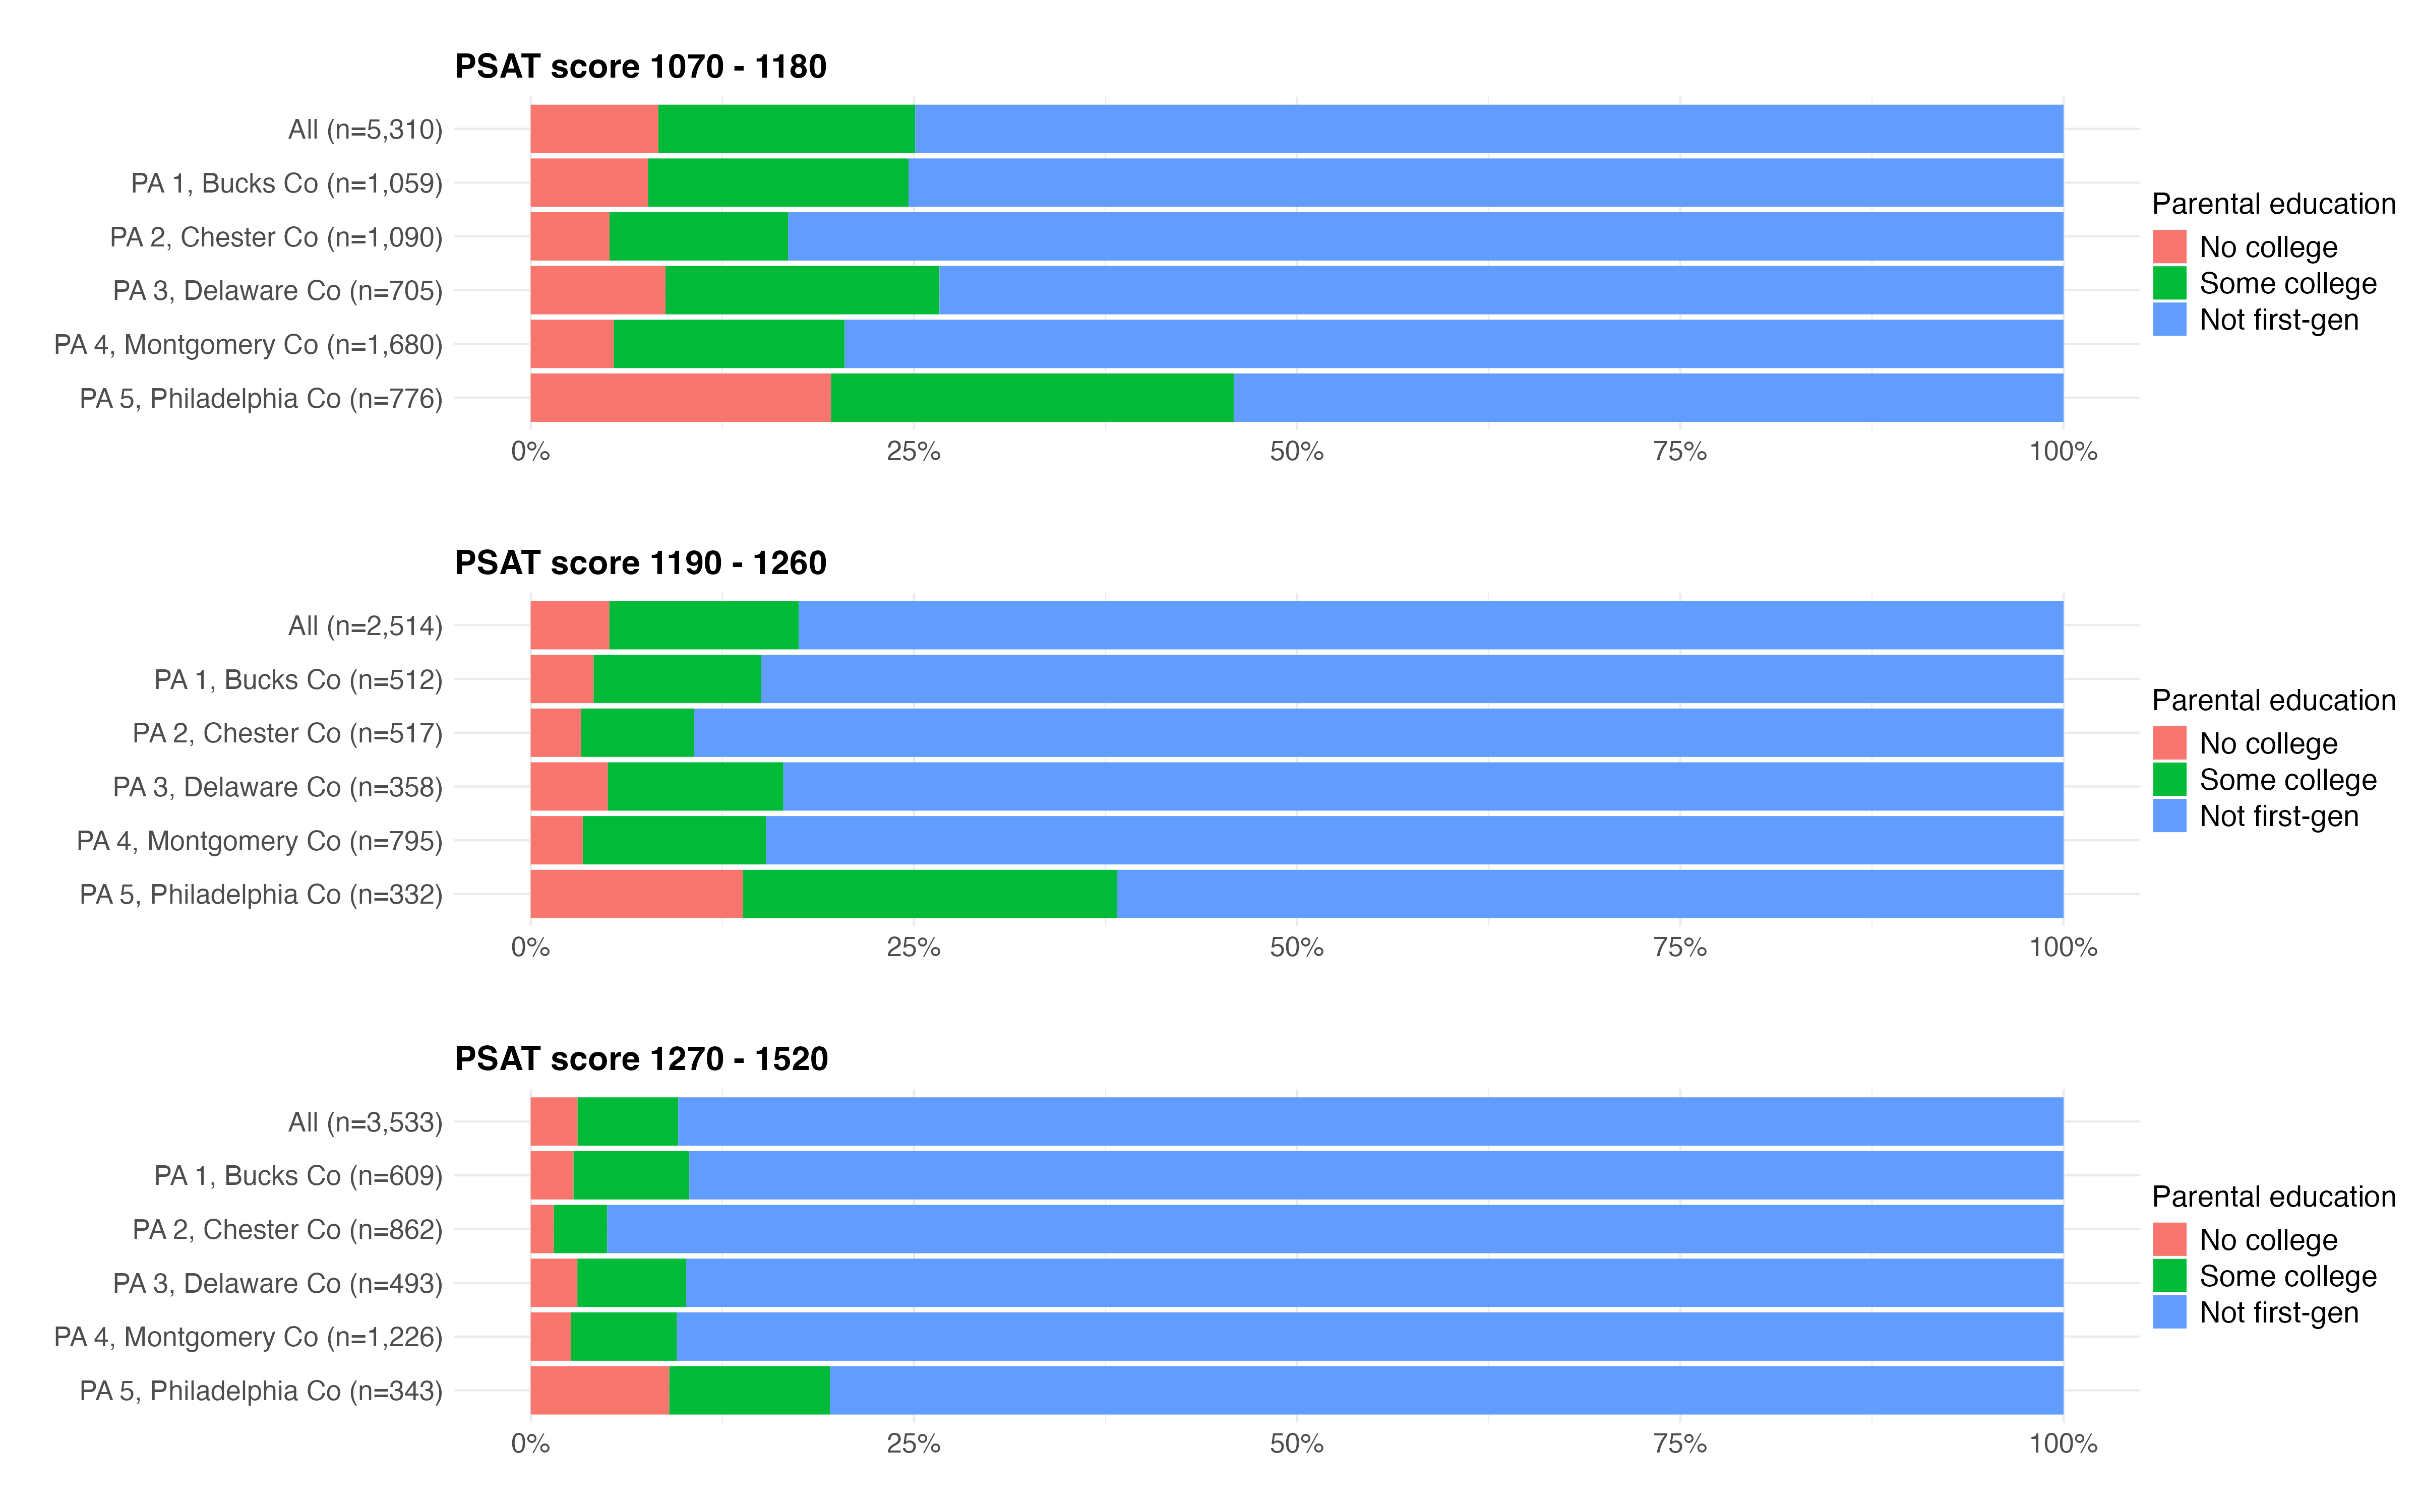 PSAT score 1070 - 1180
All (n=5,310)
PA 1, Bucks Co (n=1,059)
PA 2, Chester Co (n=1,090)
PA 3, Delaware Co (n=705)
PA 4, Montgomery Co (n=1,680)
PA 5, Philadelphia Co (n=776)
0% 25% 50% 75% 100%
Parental education
No college
Some college
Not first-gen
PSAT score 1190 - 1260
All (n=2,514)
PA 1, Bucks Co (n=512)
PA 2, Chester Co (n=517)
PA 3, Delaware Co (n=358)
PA 4, Montgomery Co (n=795)
PA 5, Philadelphia Co (n=332)
0% 25% 50% 75% 100%
Parental education
No college
Some college
Not first-gen
PSAT score 1270 - 1520
All (n=3,533)
PA 1, Bucks Co (n=609)
PA 2, Chester Co (n=862)
PA 3, Delaware Co (n=493)
PA 4, Montgomery Co (n=1,226)
PA 5, Philadelphia Co (n=343)
0% 25% 50% 75% 100%
Parental education
No college
Some college
Not first-gen